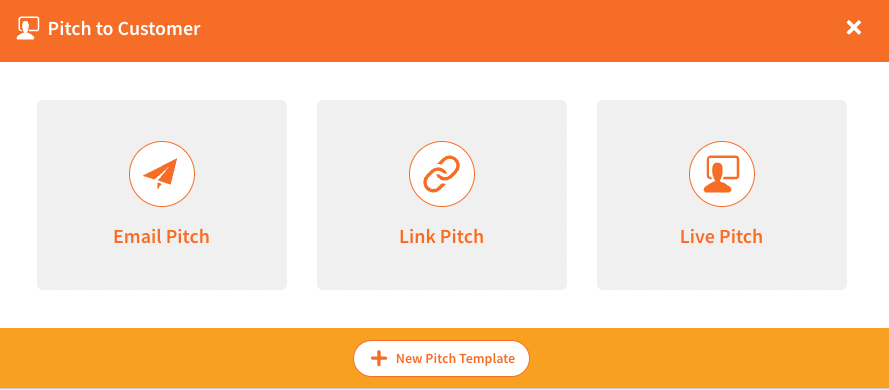 Pitch to Customer
Email Pitch
Link Pitch
Live Pitch
New Pitch Template